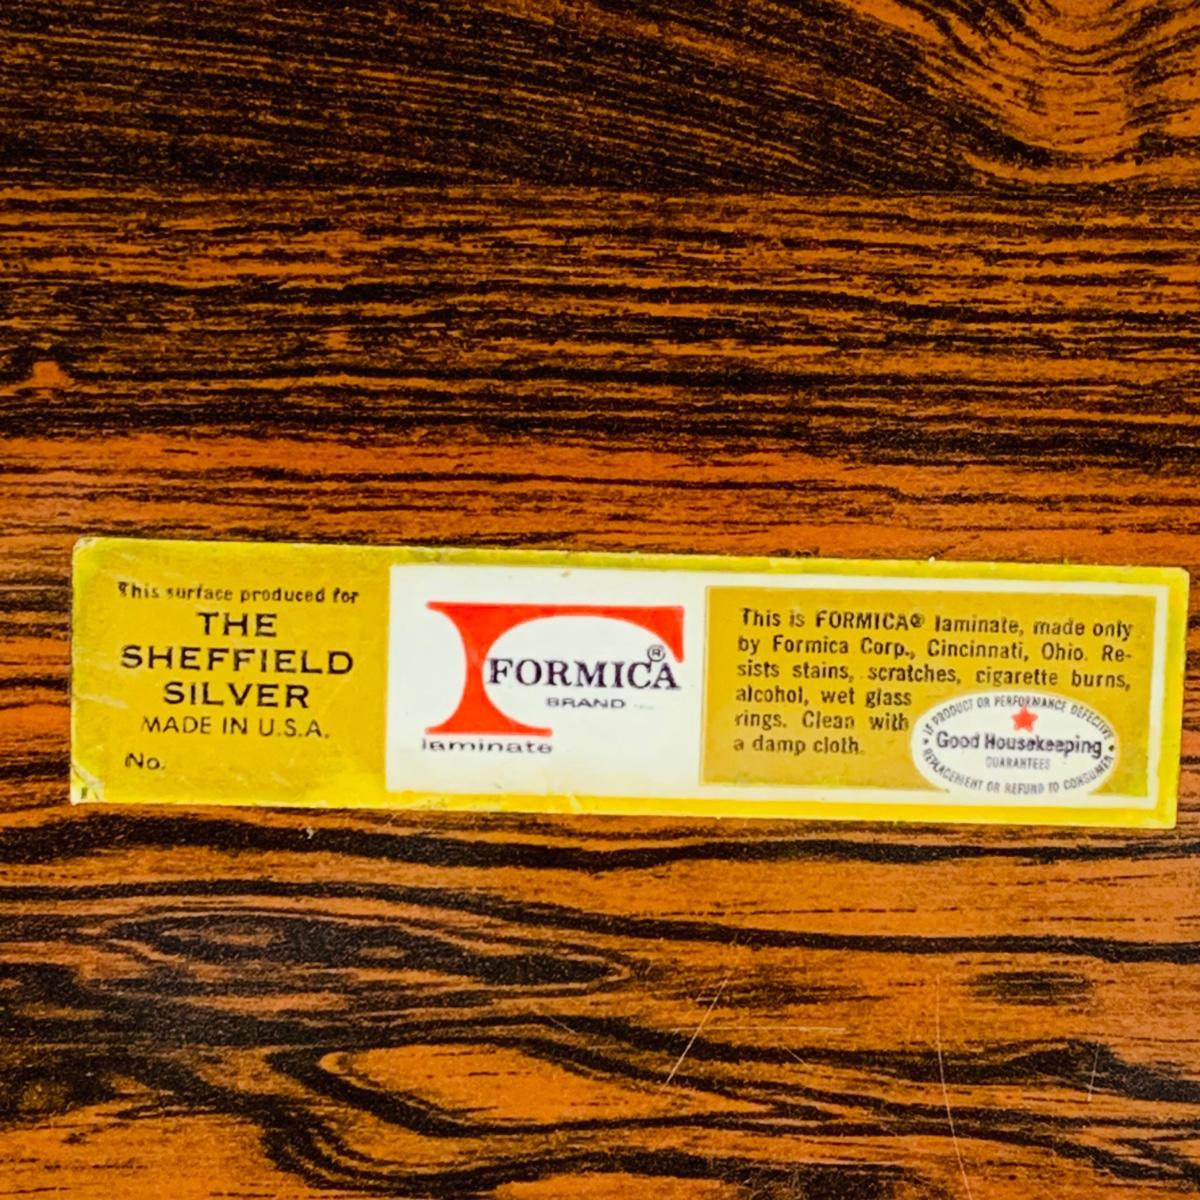 This surface produced for
THE
SHEFFIELD
SILVER
MADE IN U.S.A.
No.
FORMICA®
BRAND
laminate
This is FORMICA® laminate, made only
by Formica Corp., Cincinnati, Ohio. Re-
sists stains, scratches, cigarette burns,
alcohol, wet glass
rings. Clean with
a damp cloth.
IF PRODUCT OR PERFORMANCE DEFECTIVE
Good Housekeeping
GUARANTEES
REPLACEMENT OR REFUND TO CONSUMER